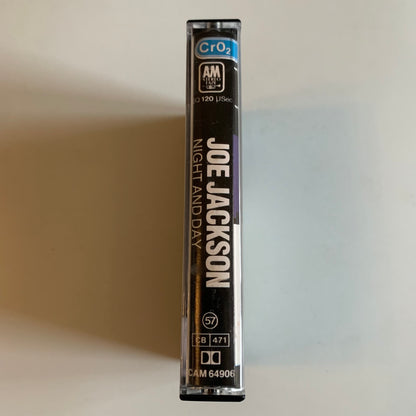 CrO2
A&M
120 µSec.
JOE JACKSON
NIGHT AND DAY
57
CB 471
CAM 64906